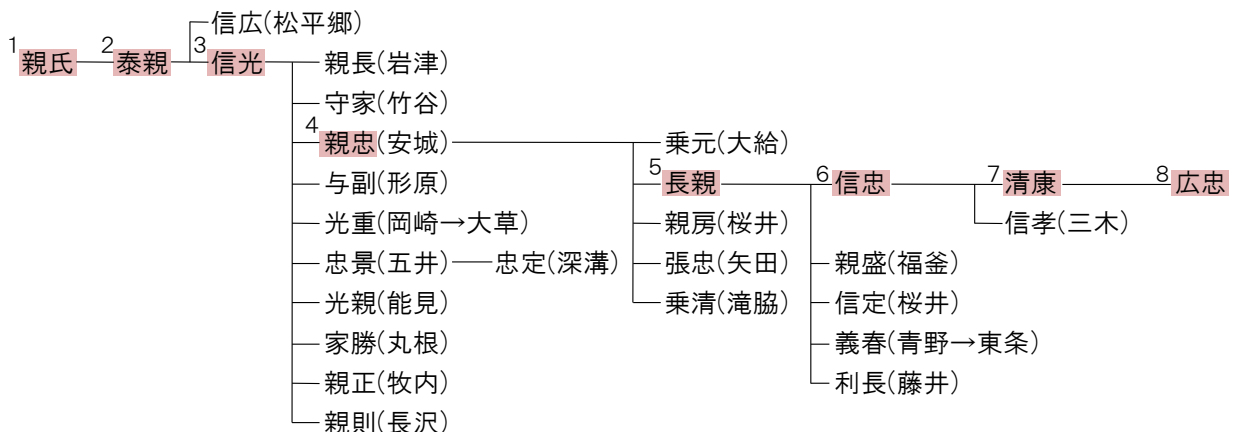 信広(松平郷)
1 親氏 2 泰親 3 信光 親長(岩津)
守家(竹谷)
4 親忠(安城) 乗元(大給)
与副(形原) 5 長親 6 信忠 7 清康 8 広忠
光重(岡崎→大草) 親房(桜井) 信孝(三木)
忠景(五井) 忠定(深溝) 張忠(矢田) 親盛(福釜)
光親(能見) 乗清(滝脇) 信定(桜井)
家勝(丸根) 義春(青野→東条)
親正(牧内) 利長(藤井)
親則(長沢)